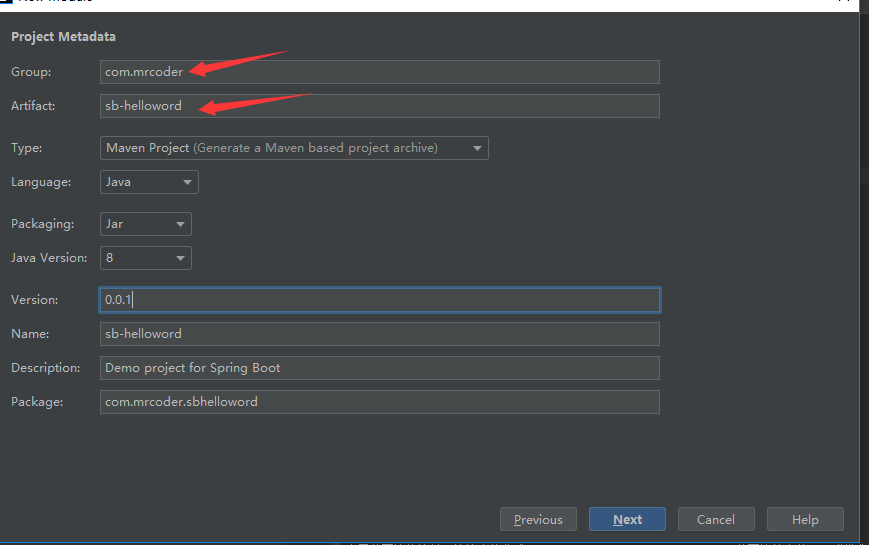 Project Metadata
Group: com.mrcoder
Artifact: sb-helloword
Type: Maven Project (Generate a Maven based project archive)
Language: Java
Packaging: Jar
Java Version: 8
Version: 0.0.1
Name: sb-helloword
Description: Demo project for Spring Boot
Package: com.mrcoder.sbhelloword
Previous Next Cancel Help